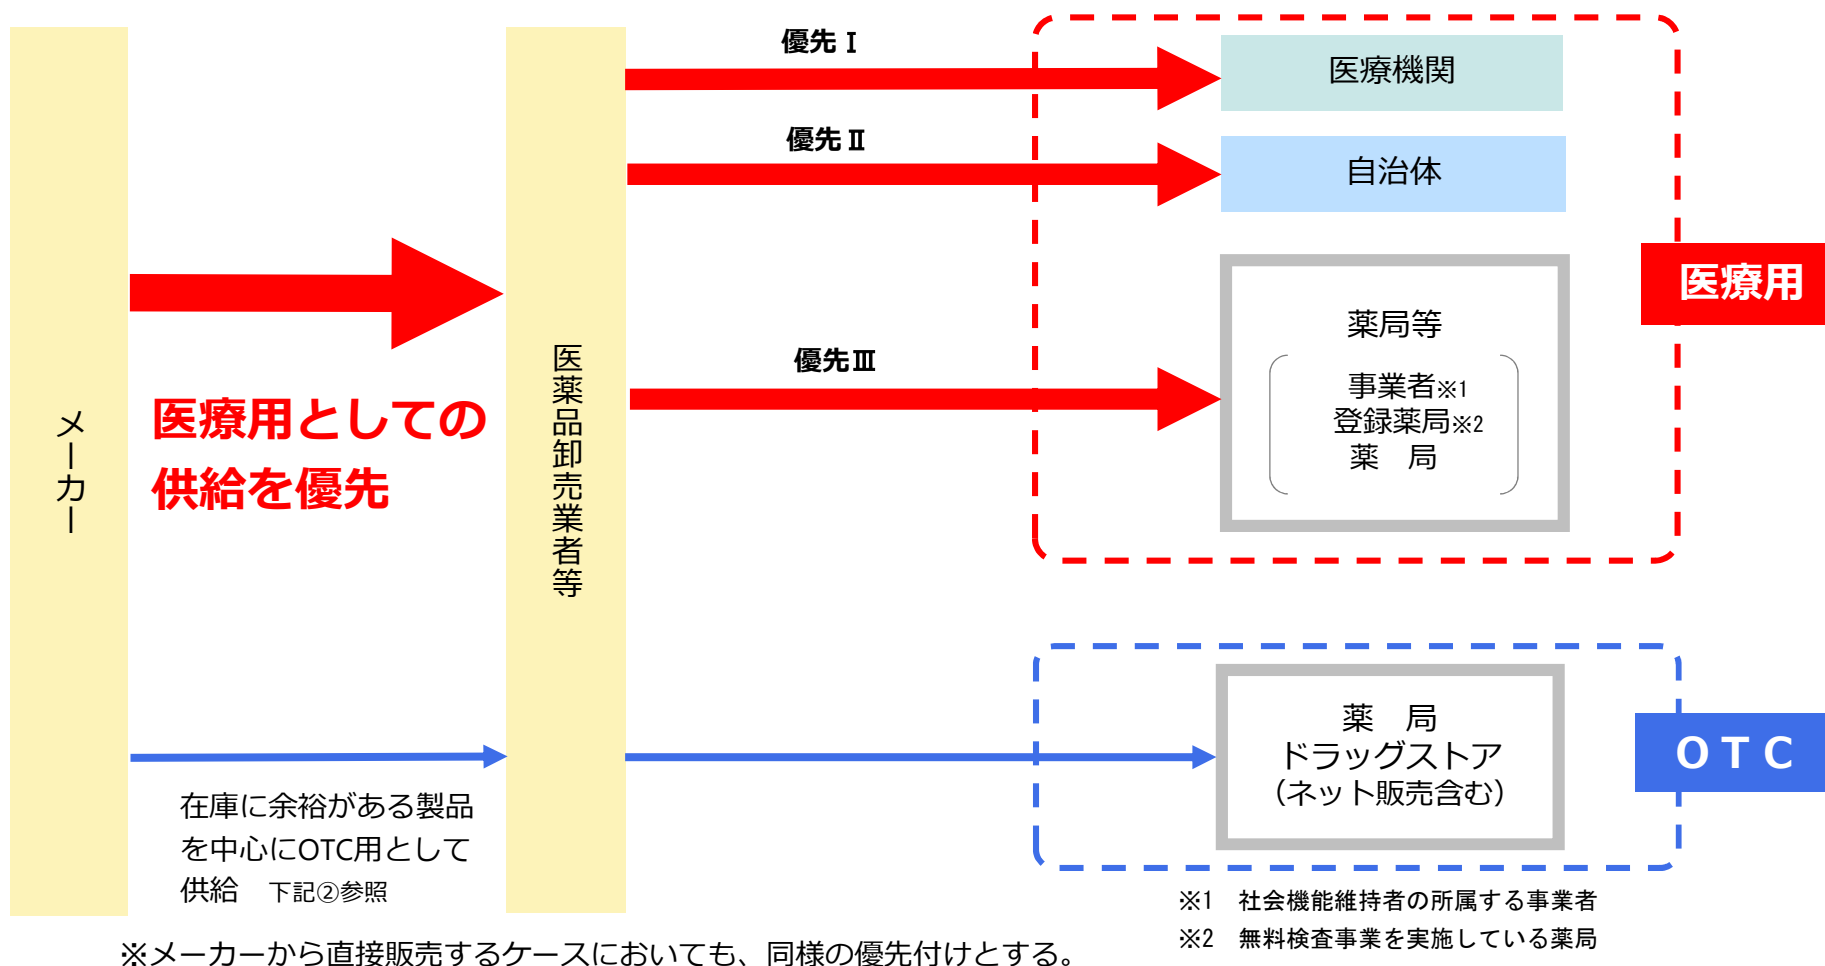 優先Ⅰ
医療機関
優先Ⅱ
自治体
医療用
薬局等
優先Ⅲ
事業者※1
登録薬局※2
薬　局
メーカー
医療用としての
供給を優先
医薬品卸売業者等
薬　局
ドラッグストア
（ネット販売含む）
ＯＴＣ
在庫に余裕がある製品
を中心にOTC用として
供給　下記②参照
※1　社会機能維持者の所属する事業者
※2　無料検査事業を実施している薬局
※メーカーから直接販売するケースにおいても、同様の優先付けとする。